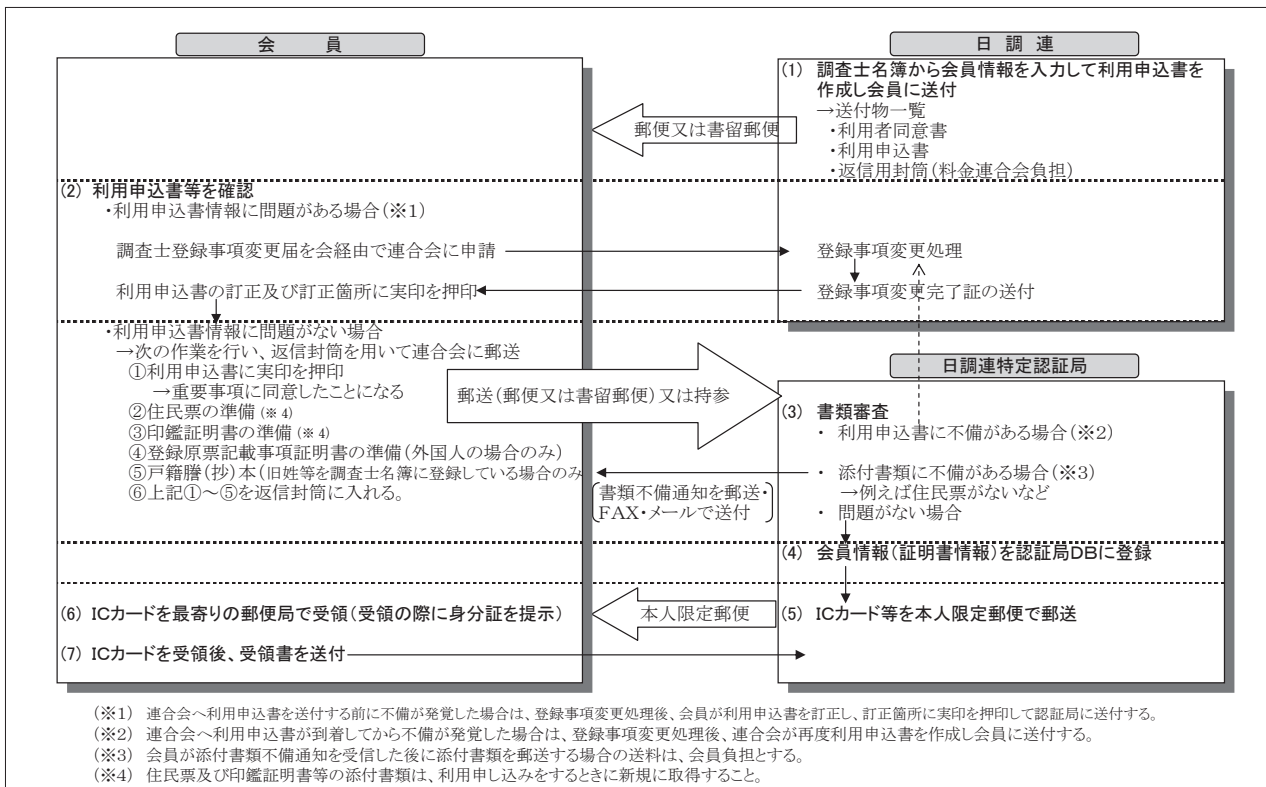 会員
日調連
(1) 調査士名簿から会員情報を入力して利用申込書を
作成し会員に送付
→送付物一覧
・利用者同意書
・利用申込書
・返信用封筒(料金連合会負担)
郵便又は書留郵便
(2) 利用申込書等を確認
・利用申込書情報に問題がある場合(※1)
調査士登録事項変更届を会経由で連合会に申請
登録事項変更処理
利用申込書の訂正及び訂正箇所に実印を押印
登録事項変更完了証の送付
・利用申込書情報に問題がない場合
→次の作業を行い、返信封筒を用いて連合会に郵送
①利用申込書に実印を押印
→重要事項に同意したことになる
②住民票の準備(※4)
③印鑑証明書の準備(※4)
④登録原票記載事項証明書の準備(外国人の場合のみ)
⑤戸籍謄(抄)本(旧姓等を調査士名簿に登録している場合のみ
⑥上記①~⑤を返信封筒に入れる。
郵送(郵便又は書留郵便)又は持参
日調連特定認証局
(3) 書類審査
・ 利用申込書に不備がある場合(※2)
・ 添付書類に不備がある場合(※3)
→例えば住民票がないなど
・ 問題がない場合
書類不備通知を郵送・
FAX・メールで送付
(4) 会員情報(証明書情報)を認証局DBに登録
(6) ICカードを最寄りの郵便局で受領(受領の際に身分証を提示)
本人限定郵便
(5) ICカード等を本人限定郵便で郵送
(7) ICカードを受領後、受領書を送付
(※1) 連合会へ利用申込書を送付する前に不備が発覚した場合は、登録事項変更処理後、会員が利用申込書を訂正し、訂正箇所に実印を押印して認証局に送付する。
(※2) 連合会へ利用申込書が到着してから不備が発覚した場合は、登録事項変更処理後、連合会が再度利用申込書を作成し会員に送付する。
(※3) 会員が添付書類不備通知を受信した後に添付書類を郵送する場合の送料は、会員負担とする。
(※4) 住民票及び印鑑証明書等の添付書類は、利用申し込みをするときに新規に取得すること。